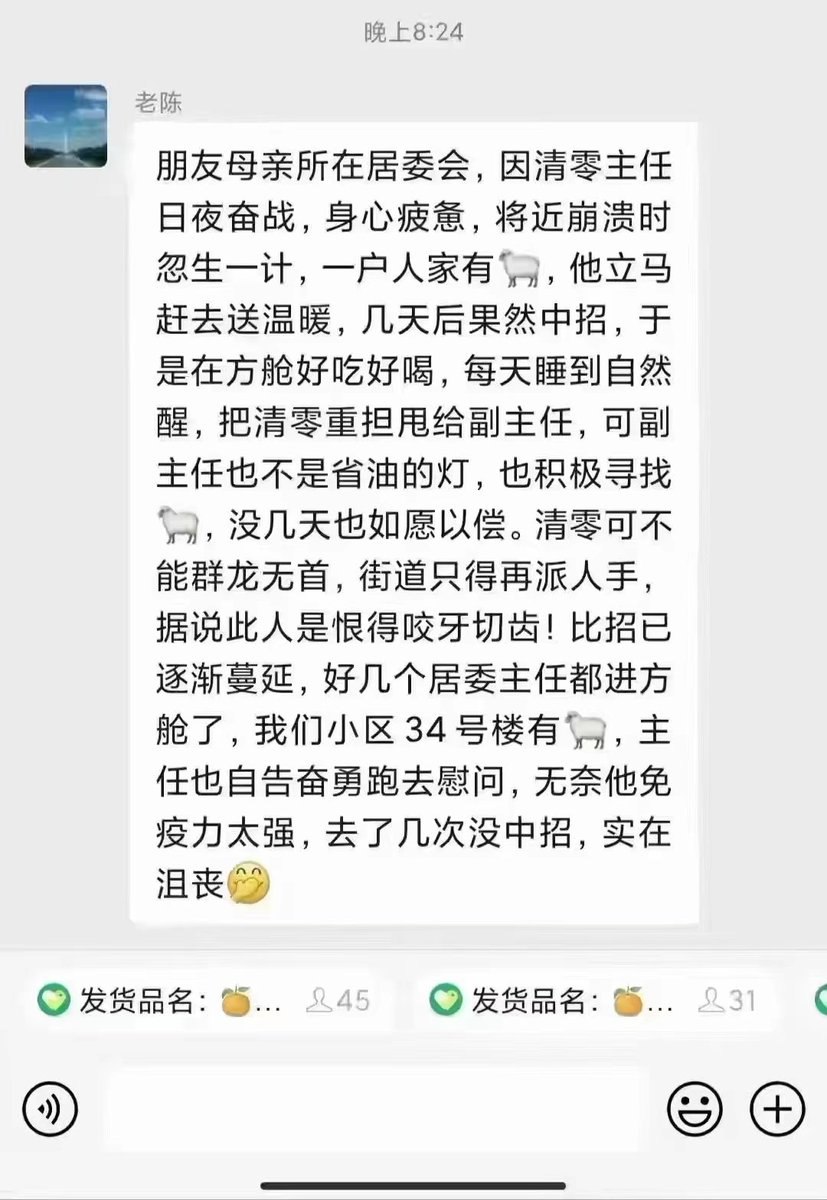 晚上8:24
老陈
朋友母亲所在居委会，因清零主任
日夜奋战，身心疲惫，将近崩溃时
忽生一计，一户人家有🐑，他立马
赶去送温暖，几天后果然中招，于
是在方舱好吃好喝，每天睡到自然
醒，把清零重担甩给副主任，可副
主任也不是省油的灯，也积极寻找
🐑，没几天也如愿以偿。清零可不
能群龙无首，街道只得再派人手，
据说此人是恨得咬牙切齿！比招已
逐渐蔓延，好几个居委主任都进方
舱了，我们小区34号楼有🐑，主
任也自告奋勇跑去慰问，无奈他免
疫力太强，去了几次没中招，实在
沮丧🤭
发货品名：🍊... 45
发货品名：🍊... 31